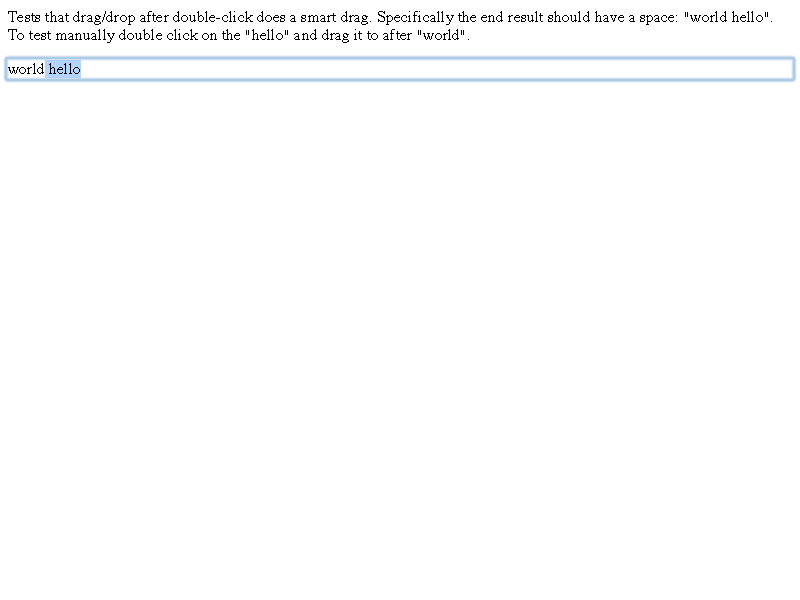 Tests that drag/drop after double-click does a smart drag. Specifically the end result should have a space: "world hello".
To test manually double click on the "hello" and drag it to after "world".
world hello